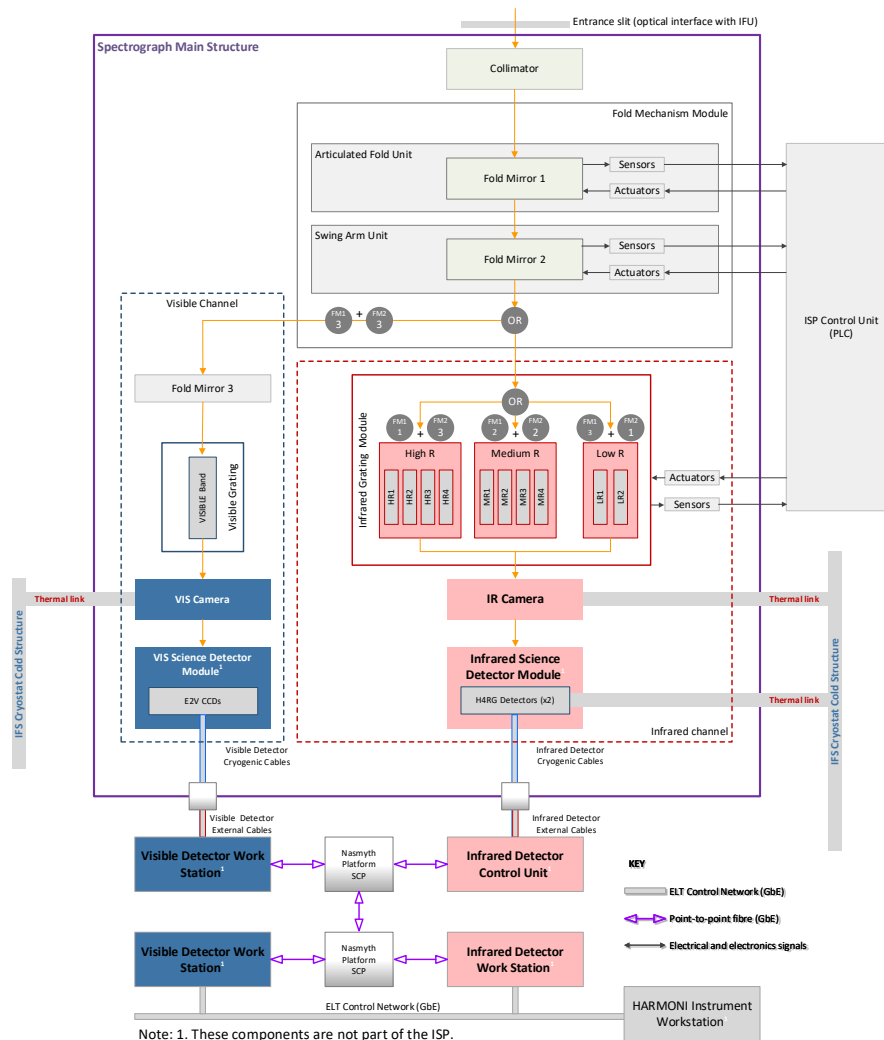 Entrance slit (optical interface with IFU)
Spectrograph Main Structure
Collimator
Fold Mechanism Module
Articulated Fold Unit
Fold Mirror 1
Sensors
Actuators
Swing Arm Unit
Fold Mirror 2
Sensors
Actuators
ISP Control Unit
(PLC)
Visible Channel
FM1
3
+
FM2
3
OR
Fold Mirror 3
OR
FM1
1
+
FM2
3
FM1
2
+
FM2
2
FM1
3
+
FM2
1
Infrared Grating Module
High R
HR1
HR2
HR3
HR4
Medium R
MR1
MR2
MR3
MR4
Low R
LR1
LR2
Actuators
Sensors
VISIBLE Band
Visible Grating
IFS Cryostat Cold Structure
Thermal link
VIS Camera
IR Camera
Thermal link
IFS Cryostat Cold Structure
VIS Science Detector
Module1
E2V CCDs
Infrared Science
Detector Module1
H4RG Detectors (x2)
Thermal link
Infrared channel
Visible Detector
Cryogenic Cables
Infrared Detector
Cryogenic Cables
Visible Detector
External Cables
Infrared Detector
External Cables
Visible Detector Work
Station1
Nasmyth
Platform
SCP
Infrared Detector
Control Unit1
Visible Detector Work
Station1
Nasmyth
Platform
SCP
Infrared Detector
Work Station1
KEY
ELT Control Network (GbE)
Point-to-point fibre (GbE)
Electrical and electronics signals
ELT Control Network (GbE)
HARMONI Instrument
Workstation
Note: 1. These components are not part of the ISP.